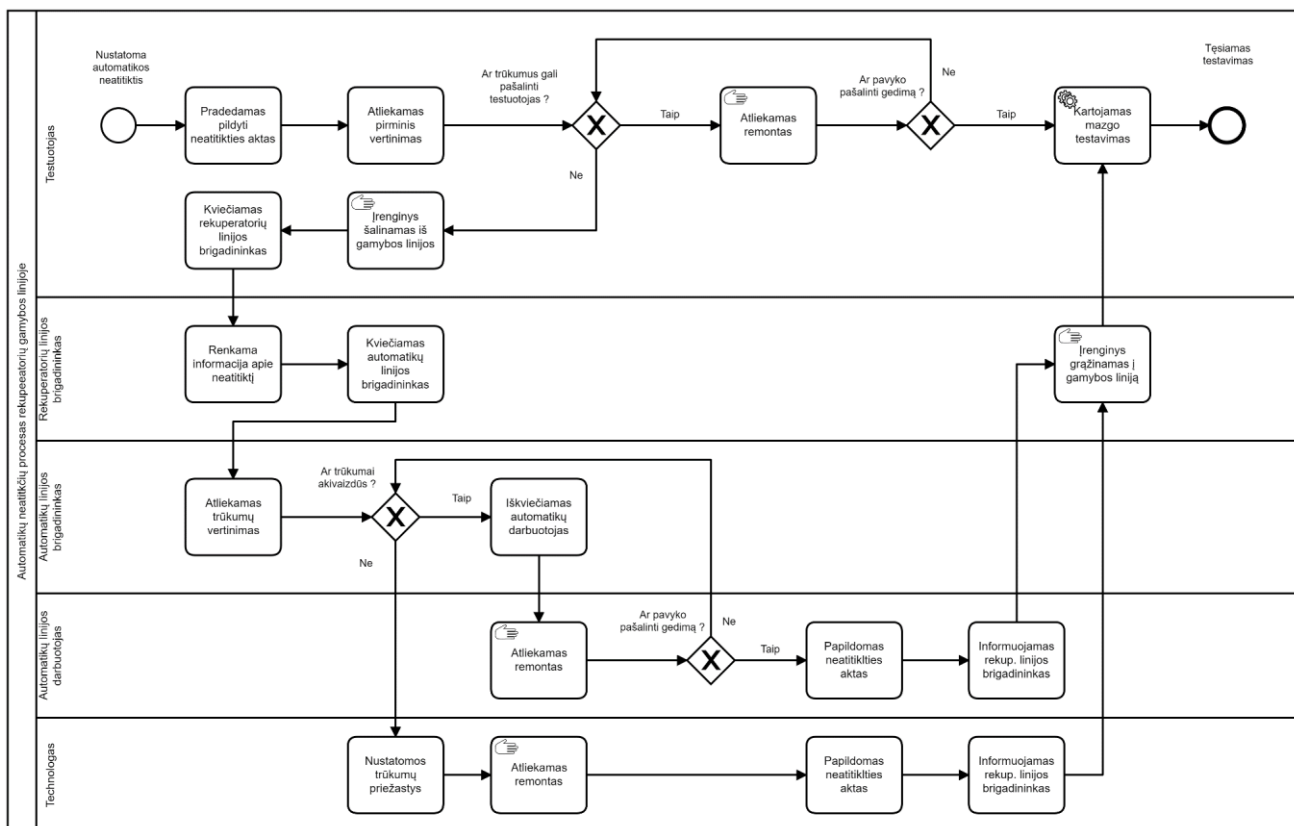 Automatikų neatitkčių procesas rekupeeatorių gamybos linijoje
Testuotojas
Nustatoma
automatikos
neatitiktis
Pradedamas
pildyti
neatitikties aktas
Atliekamas
pirminis
vertinimas
Ar trūkumus gali
pašalinti
testuotojas ?
Taip
Ne
Atliekamas
remontas
Ar pavyko
pašalinti gedimą ?
Ne
Taip
Kartojamas
mazgo
testavimas
Tęsiamas
testavimas
Įrenginys
šalinamas iš
gamybos linijos
Kviečiamas
rekuperatorių
linijos
brigadininkas
Rekuperatorių linijos
brigadininkas
Renkama
informacija apie
neatitiktį
Kviečiamas
automatikų
linijos
brigadininkas
Įrenginys
grąžinamas į
gamybos liniją
Automatikų linijos
brigadininkas
Atliekamas
trūkumų
vertinimas
Ar trūkumai
akivaizdūs ?
Taip
Ne
Iškviečiamas
automatikų
darbuotojas
Automatikų linijos
darbuotojas
Atliekamas
remontas
Ar pavyko
pašalinti gedimą ?
Ne
Taip
Papildomas
neatitiklties
aktas
Informuojamas
rekup. linijos
brigadininkas
Technologas
Nustatomos
trūkumų
priežastys
Atliekamas
remontas
Papildomas
neatitiklties
aktas
Informuojamas
rekup. linijos
brigadininkas